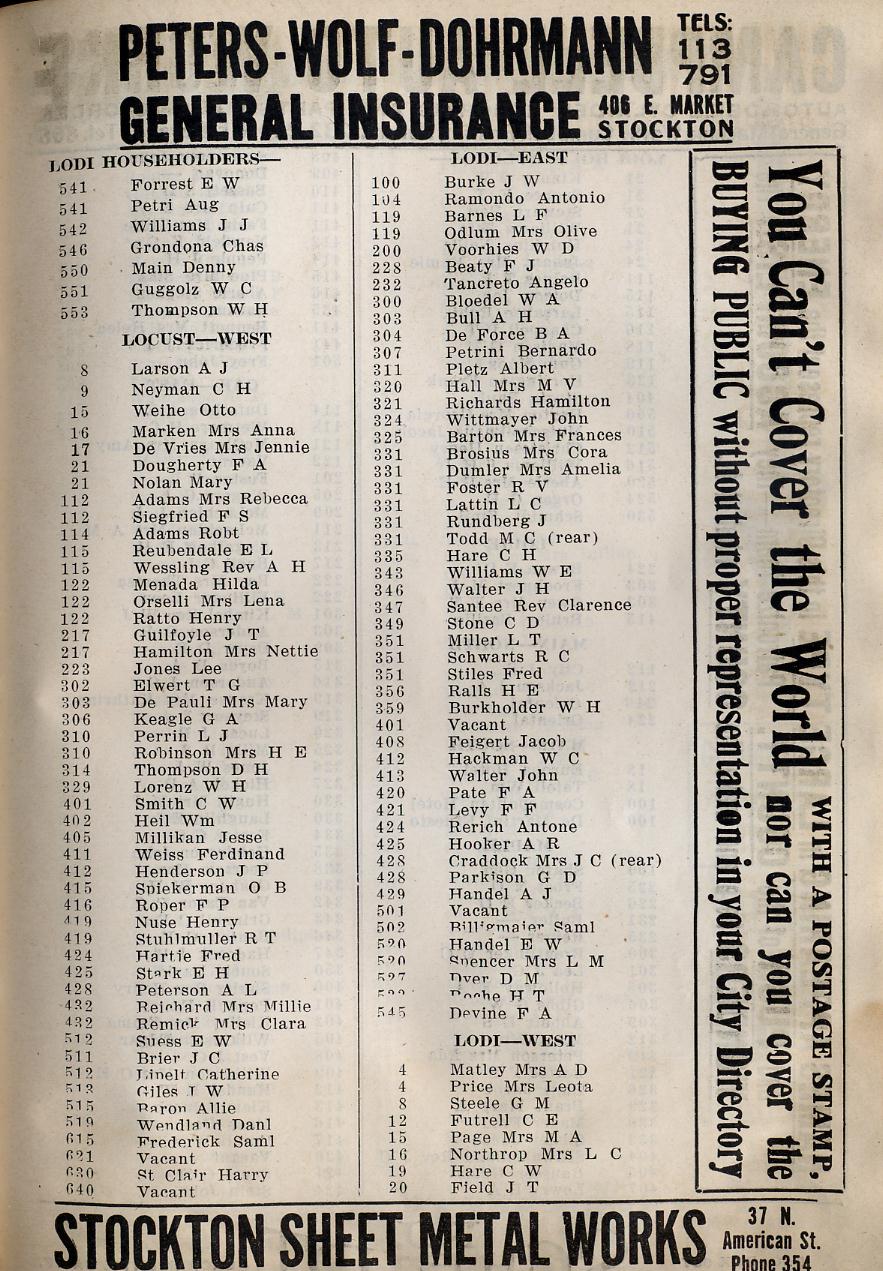 PETERS-WOLF-DOHRMANN
GENERAL INSURANCE
TELS:
113
791
406 E. MARKET
STOCKTON
LODI HOUSEHOLDERS—
541 Forrest E W
541 Petri Aug
542 Williams J J
546 Grondona Chas
550 Main Denny
551 Guggolz W C
553 Thompson W H
LOCUST—WEST
8 Larson A J
9 Neyman C H
15 Weihe Otto
16 Marken Mrs Anna
17 De Vries Mrs Jennie
21 Dougherty F A
21 Nolan Mary
112 Adams Mrs Rebecca
112 Siegfried F S
114 Adams Robt
115 Reubendale E L
115 Wessling Rev A H
122 Menada Hilda
122 Orselli Mrs Lena
122 Ratto Henry
217 Guilfoyle J T
217 Hamilton Mrs Nettie
223 Jones Lee
302 Elwert T G
303 De Pauli Mrs Mary
306 Keagle G A
310 Perrin L J
310 Robinson Mrs H E
314 Thompson D H
329 Lorenz W H
401 Smith C W
402 Heil Wm
405 Millikan Jesse
411 Weiss Ferdinand
412 Henderson J P
415 Spiekerman O B
416 Roper F P
419 Nuse Henry
419 Stuhlmuller R T
424 Hartie Fred
425 Stark E H
428 Peterson A L
432 Reichard Mrs Millie
432 Remick Mrs Clara
512 Suess E W
511 Brier J C
512 Linelt Catherine
513 Giles J W
515 Baron Allie
519 Wendland Danl
615 Frederick Saml
621 Vacant
630 St Clair Harry
640 Vacant
LODI—EAST
100 Burke J W
104 Ramondo Antonio
119 Barnes L F
119 Odlum Mrs Olive
200 Voorhies W D
228 Beaty F J
232 Tancreto Angelo
300 Bloedel W A
303 Bull A H
304 De Force B A
307 Petrini Bernardo
311 Pletz Albert
320 Hall Mrs M V
321 Richards Hamilton
324 Wittmayer John
325 Barton Mrs Frances
331 Brosius Mrs Cora
331 Dumler Mrs Amelia
331 Foster R V
331 Lattin L C
331 Rundberg J
331 Todd M C (rear)
335 Hare C H
343 Williams W E
346 Walter J H
347 Santee Rev Clarence
349 Stone C D
351 Miller L T
351 Schwarts R C
351 Stiles Fred
356 Ralls H E
359 Burkholder W H
401 Vacant
408 Feigert Jacob
412 Hackman W C
413 Walter John
420 Pate F A
421 Levy F F
424 Rerich Antone
425 Hooker A R
428 Craddock Mrs J C (rear)
428 Parkison G D
429 Handel A J
501 Vacant
502 Billigmaier Saml
520 Handel E W
520 Spencer Mrs L M
527 Dyer D M
Roche H T
545 Devine F A
LODI—WEST
4 Matley Mrs A D
4 Price Mrs Leota
8 Steele G M
12 Futrell C E
15 Page Mrs M A
16 Northrop Mrs L C
19 Hare C W
20 Field J T
You Can't Cover the World WITH A POSTAGE STAMP,
nor can you cover the
BUYING PUBLIC without proper representation in your City Directory
STOCKTON SHEET METAL WORKS
37 N.
American St.
Phone 354